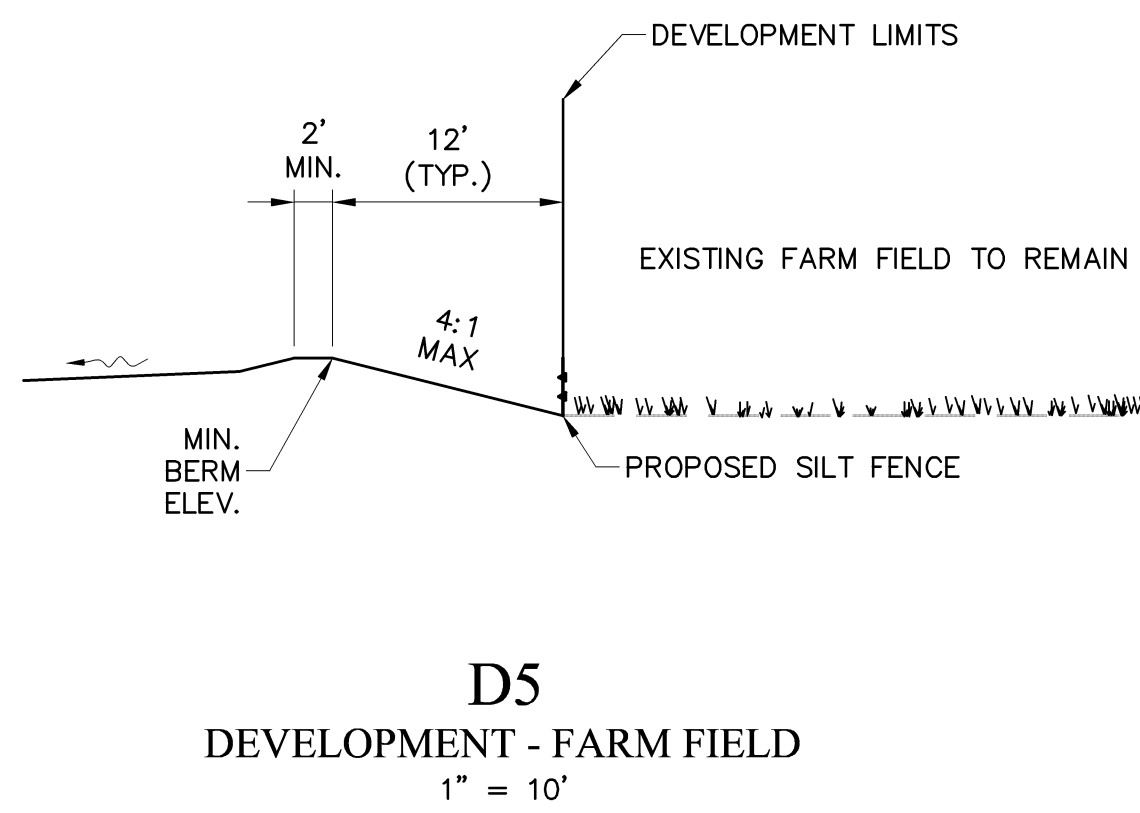 DEVELOPMENT LIMITS
2'
MIN.
12'
(TYP.)
EXISTING FARM FIELD TO REMAIN
4:1
MAX
MIN.
BERM
ELEV.
PROPOSED SILT FENCE
D5
DEVELOPMENT - FARM FIELD
1” = 10’